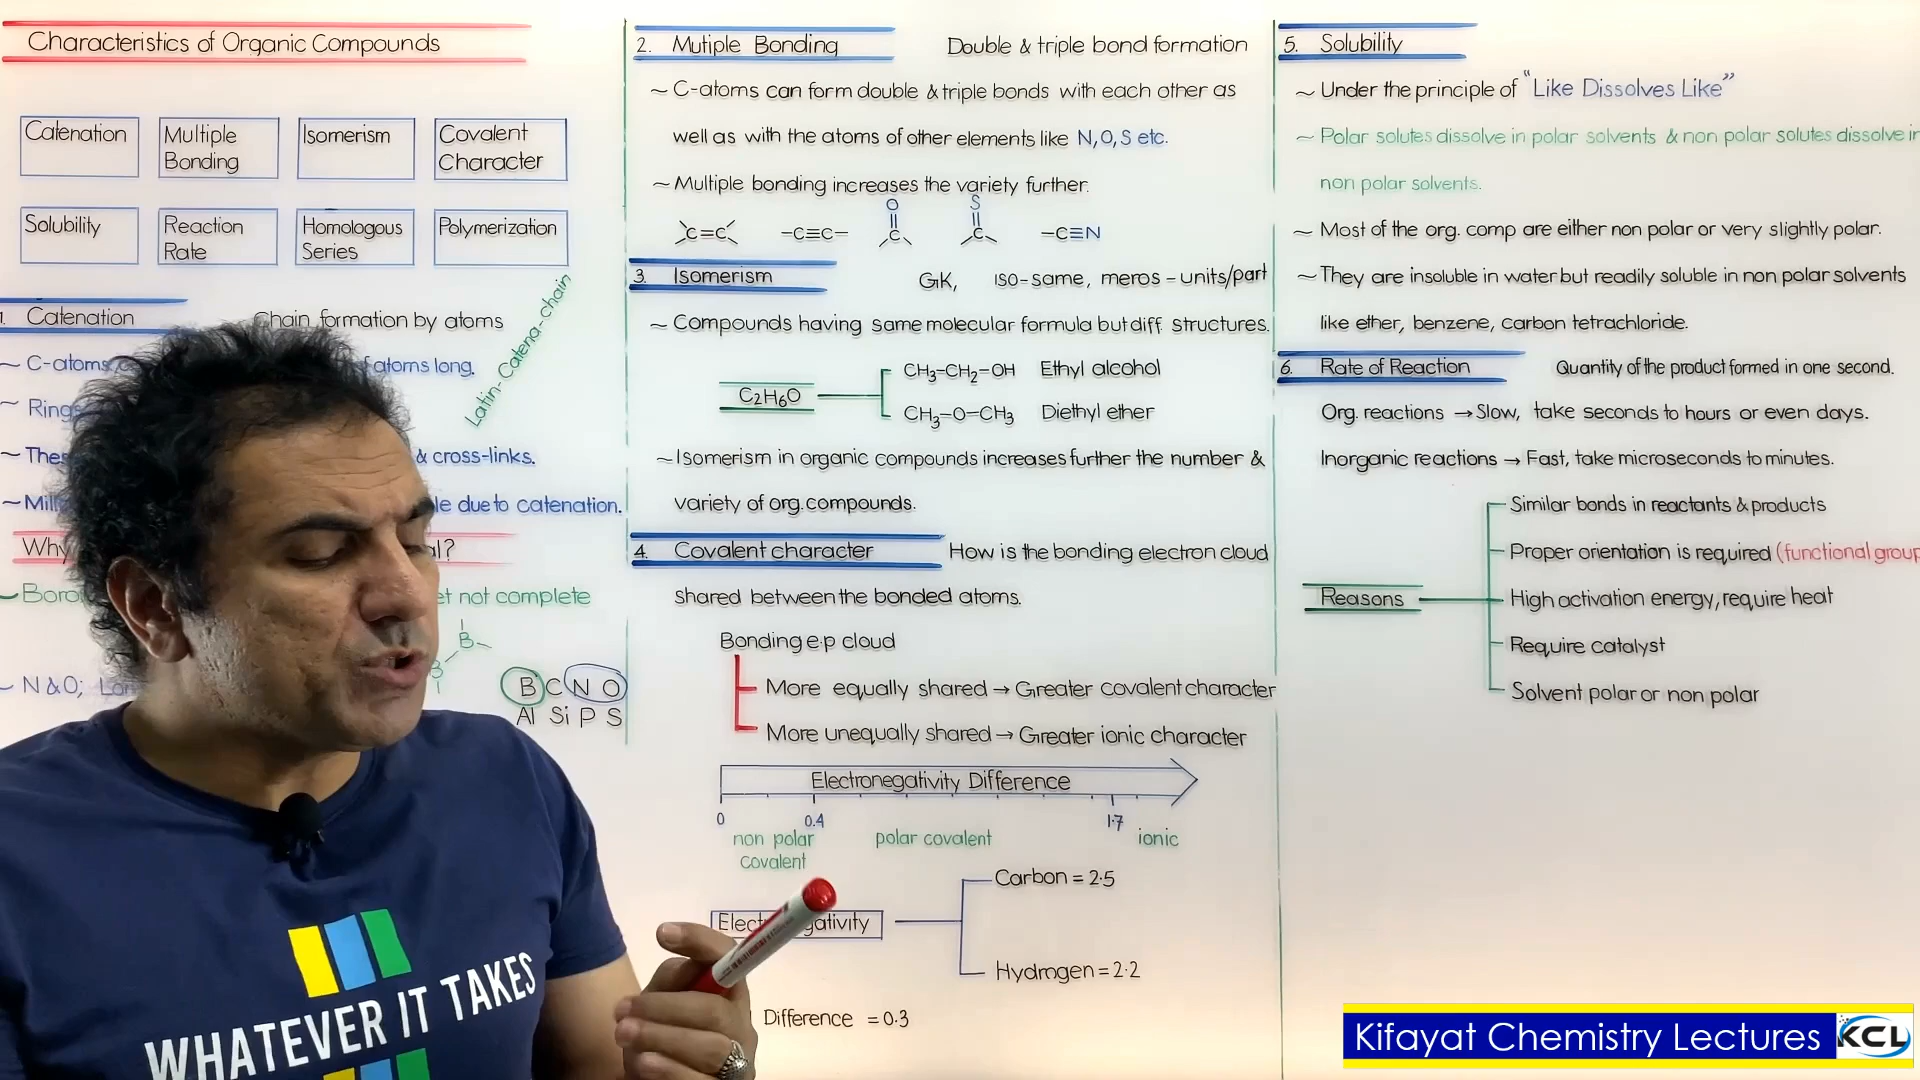 Characteristics of Organic Compounds
Catenation
Multiple
Bonding
Isomerism
Covalent
Character
Solubility
Reaction
Rate
Homologous
Series
Polymerization
1. Catenation Chain formation by atoms
Latin-Catena-chain
~ C-atoms atoms long.
~ Rings
~ These & cross-links.
~ due to catenation.
Why
~ Boron not complete
B
B
~ N & O;
B C N O
Al Si P S
2. Mutiple Bonding Double & triple bond formation
~ C-atoms can form double & triple bonds with each other as
well as with the atoms of other elements like N, O, S etc.
~ Multiple bonding increases the variety further.
C=C −C≡C− O=C S=C −C≡N
3. Isomerism GK, iso-same, meros-units/part
~ Compounds having same molecular formula but diff structures.
C2H6O
CH3−CH2−OH Ethyl alcohol
CH3−O−CH3 Diethyl ether
~ Isomerism in organic compounds increases further the number &
variety of org. compounds.
4. Covalent character How is the bonding electron cloud
shared between the bonded atoms.
Bonding e.p cloud
More equally shared → Greater covalent character
More unequally shared → Greater ionic character
Electronegativity Difference
0 0.4 1.7
non polar
covalent
polar covalent
ionic
Carbon = 2.5
Hydrogen = 2.2
Difference = 0.3
5. Solubility
~ Under the principle of "Like Dissolves Like"
~ Polar solutes dissolve in polar solvents & non polar solutes dissolve in
non polar solvents.
~ Most of the org. comp are either non polar or very slightly polar.
~ They are insoluble in water but readily soluble in non polar solvents
like ether, benzene, carbon tetrachloride.
6. Rate of Reaction Quantity of the product formed in one second.
Org. reactions → Slow, take seconds to hours or even days.
Inorganic reactions → Fast, take microseconds to minutes.
Reasons
Similar bonds in reactants & products
Proper orientation is required (functional group
High activation energy, require heat
Require catalyst
Solvent polar or non polar
WHATEVER IT TAKES
Kifayat Chemistry Lectures KCL